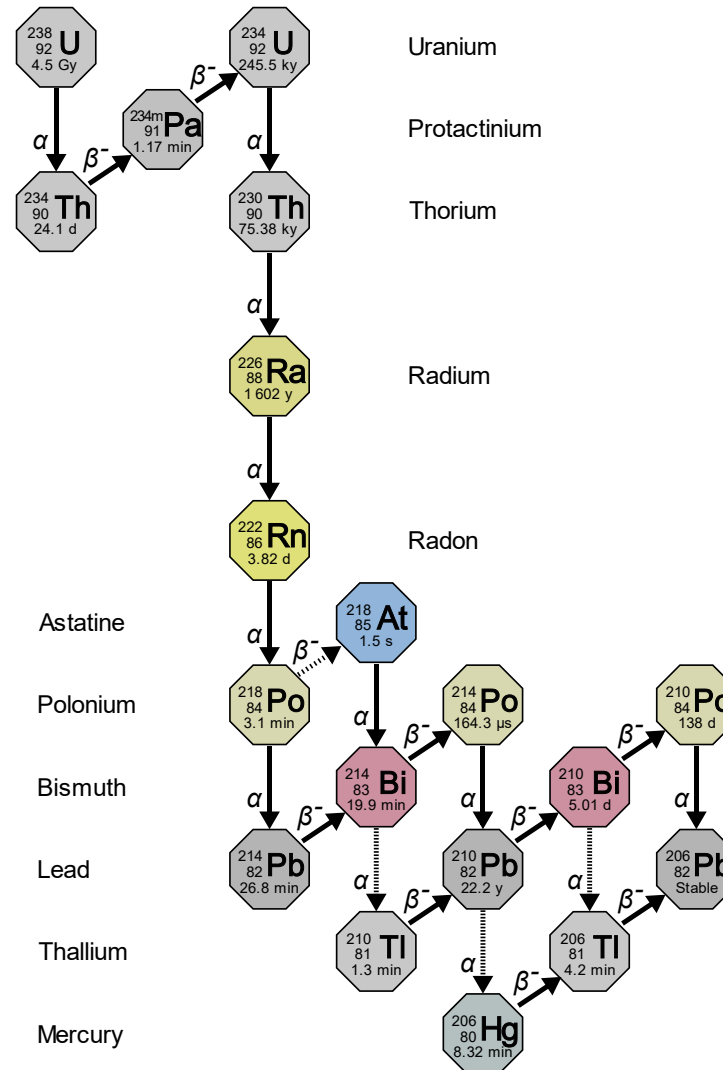 238
92 U
4.5 Gy
234
92 U
245.5 ky
Uranium
β⁻
234m
91 Pa
1.17 min
Protactinium
α
β⁻
α
234
90 Th
24.1 d
230
90 Th
75.38 ky
Thorium
α
226
88 Ra
1 602 y
Radium
α
222
86 Rn
3.82 d
Radon
Astatine
218
85 At
1.5 s
α
β⁻
Polonium
218
84 Po
3.1 min
214
84 Po
164.3 µs
210
84 Po
138 d
α
β⁻
β⁻
Bismuth
214
83 Bi
19.9 min
210
83 Bi
5.01 d
α
β⁻
α
β⁻
α
Lead
214
82 Pb
26.8 min
210
82 Pb
22.2 y
206
82 Pb
Stable
α
β⁻
α
β⁻
Thallium
210
81 Tl
1.3 min
206
81 Tl
4.2 min
α
β⁻
Mercury
206
80 Hg
8.32 min